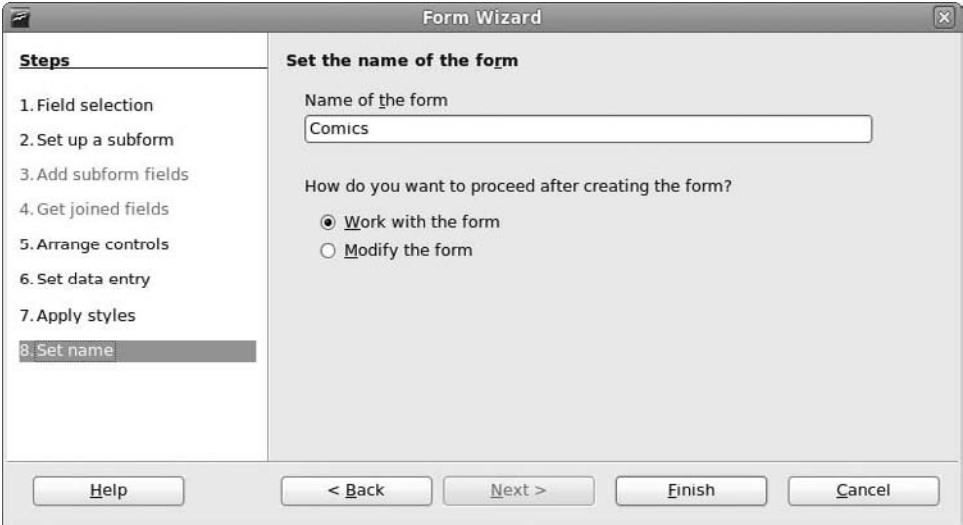 Form Wizard
Steps
1. Field selection
2. Set up a subform
3. Add subform fields
4. Get joined fields
5. Arrange controls
6. Set data entry
7. Apply styles
8. Set name
Set the name of the form
Name of the form
Comics
How do you want to proceed after creating the form?
Work with the form
Modify the form
Help
< Back
Next >
Finish
Cancel